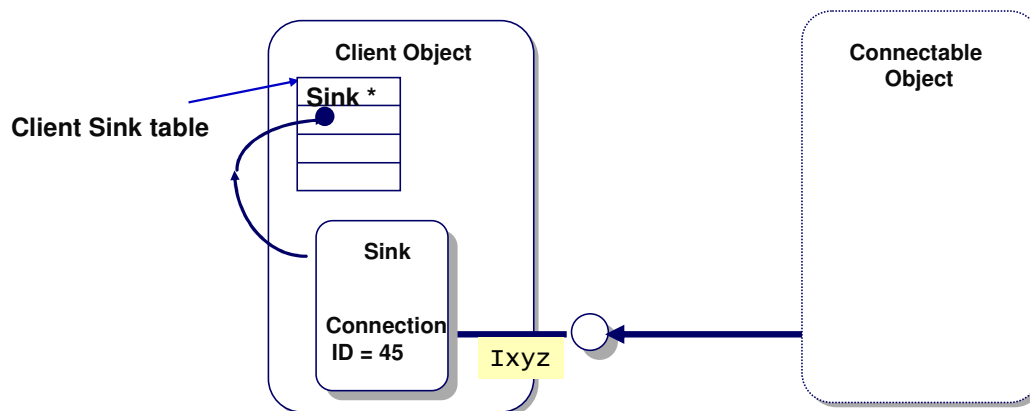 Client Object
Connectable
Object
Sink *
Client Sink table
Sink
Connection
ID = 45
Ixyz